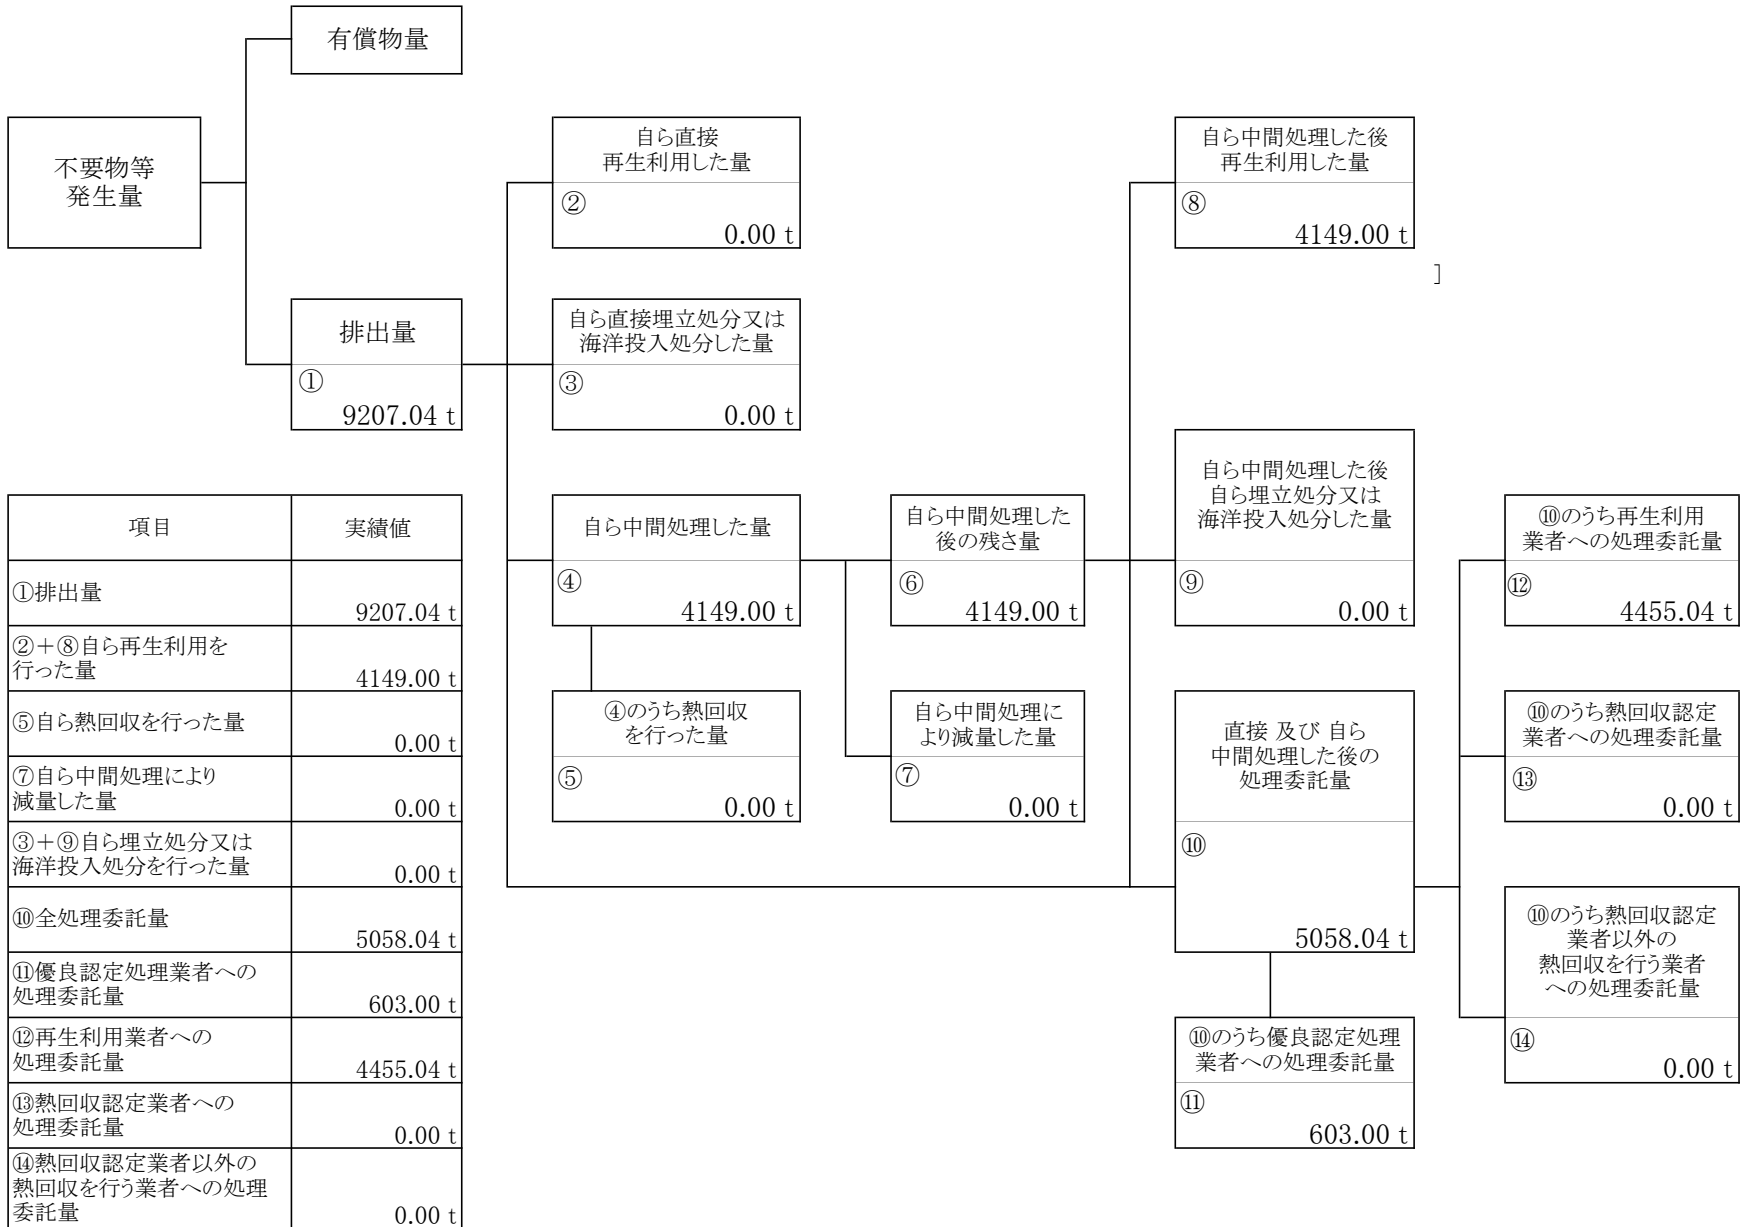 有償物量
不要物等
発生量
自ら直接
再生利用した量
②
0.00 t
自ら中間処理した後
再生利用した量
⑧
4149.00 t
］
排出量
①
9207.04 t
自ら直接埋立処分又は
海洋投入処分した量
③
0.00 t
自ら中間処理した後
自ら埋立処分又は
海洋投入処分した量
⑨
0.00 t
自ら中間処理した量
④
4149.00 t
自ら中間処理した
後の残さ量
⑥
4149.00 t
⑩のうち再生利用
業者への処理委託量
⑫
4455.04 t
④のうち熱回収
を行った量
⑤
0.00 t
自ら中間処理に
より減量した量
⑦
0.00 t
直接 及び 自ら
中間処理した後の
処理委託量
⑩
5058.04 t
⑩のうち熱回収認定
業者への処理委託量
⑬
0.00 t
⑩のうち熱回収認定
業者以外の
熱回収を行う業者
への処理委託量
⑭
0.00 t
⑩のうち優良認定処理
業者への処理委託量
⑪
603.00 t
項目 実績値
①排出量
9207.04 t
②＋⑧自ら再生利用を
行った量
4149.00 t
⑤自ら熱回収を行った量
0.00 t
⑦自ら中間処理により
減量した量
0.00 t
③＋⑨自ら埋立処分又は
海洋投入処分を行った量
0.00 t
⑩全処理委託量
5058.04 t
⑪優良認定処理業者への
処理委託量
603.00 t
⑫再生利用業者への
処理委託量
4455.04 t
⑬熱回収認定業者への
処理委託量
0.00 t
⑭熱回収認定業者以外の
熱回収を行う業者への処理
委託量
0.00 t